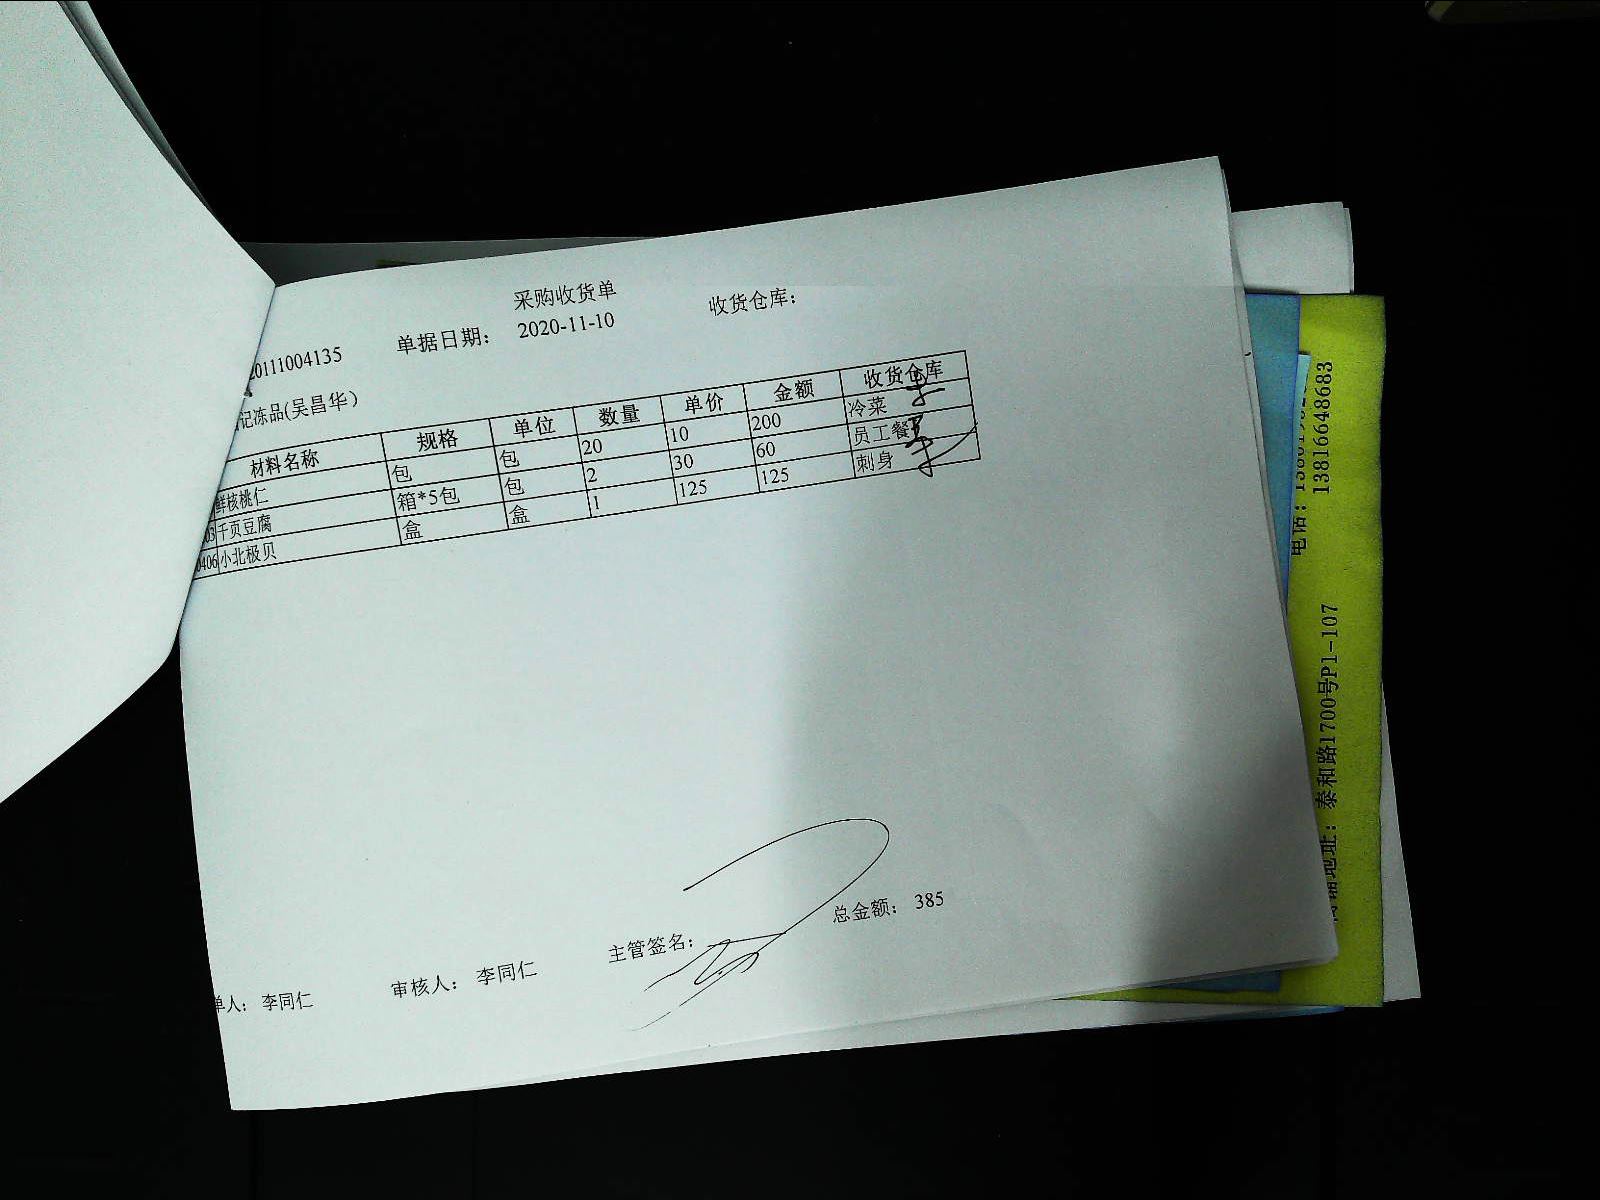 采购收货单
20111004135 单据日期: 2020-11-10 收货仓库:
记冻品(吴昌华)
材料名称 规格 单位 数量 单价 金额 收货仓库
鲜核桃仁 包 包 20 10 200 冷菜
03 千页豆腐 箱*5包 包 2 30 60 员工餐
0406 小北极贝 盒 盒 1 125 125 刺身
总金额: 385
单人: 李同仁 审核人: 李同仁 主管签名:
13816648683
电话:
地址: 泰和路1700号P1-107